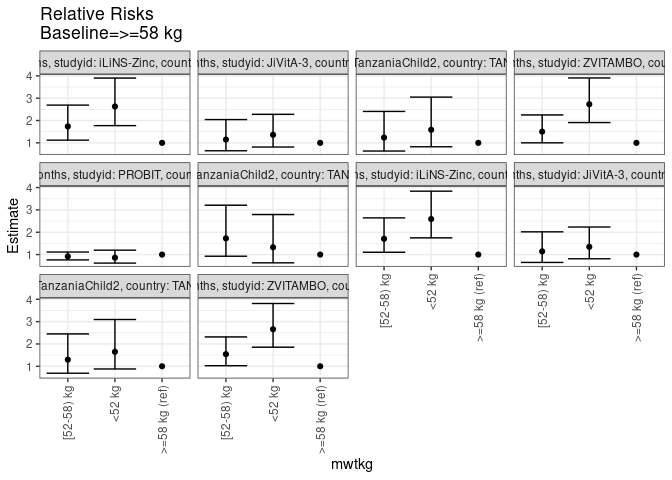 Relative Risks
Baseline=>=58 kg
ns, studyid: iLiNS-Zinc, count
nths, studyid: JiVitA-3, countr
TanzaniaChild2, country: TAN
nths, studyid: ZVITAMBO, cou
4
3
2
1
onths, studyid: PROBIT, coun
TanzaniaChild2, country: TAN
ns, studyid: iLiNS-Zinc, count
nths, studyid: JiVitA-3, countr
4
3
2
1
Estimate
TanzaniaChild2, country: TAN
nths, studyid: ZVITAMBO, cou
4
3
2
1
[52-58) kg
<52 kg
>=58 kg (ref)
[52-58) kg
<52 kg
>=58 kg (ref)
[52-58) kg
<52 kg
>=58 kg (ref)
[52-58) kg
<52 kg
>=58 kg (ref)
mwtkg